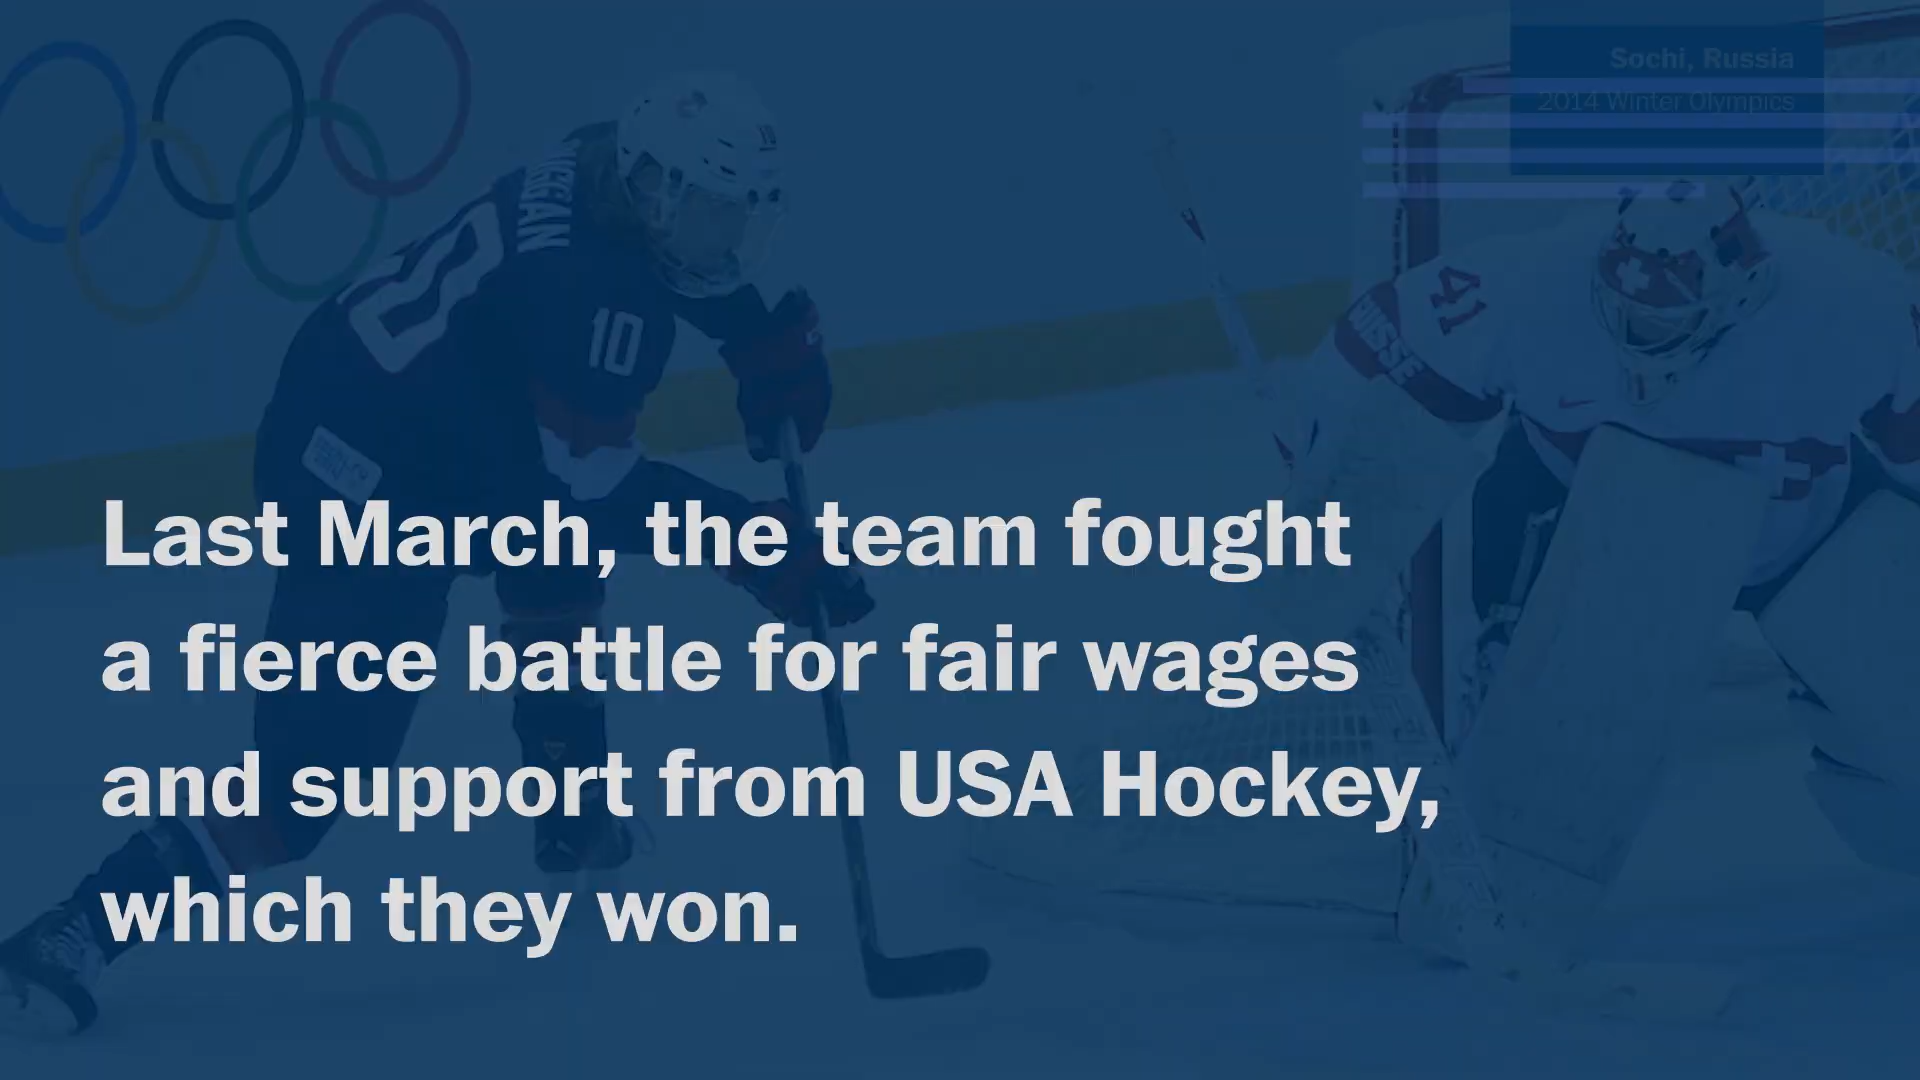 Sochi, Russia
2014 Winter Olympics
10
10
41
Last March, the team fought
a fierce battle for fair wages
and support from USA Hockey,
which they won.